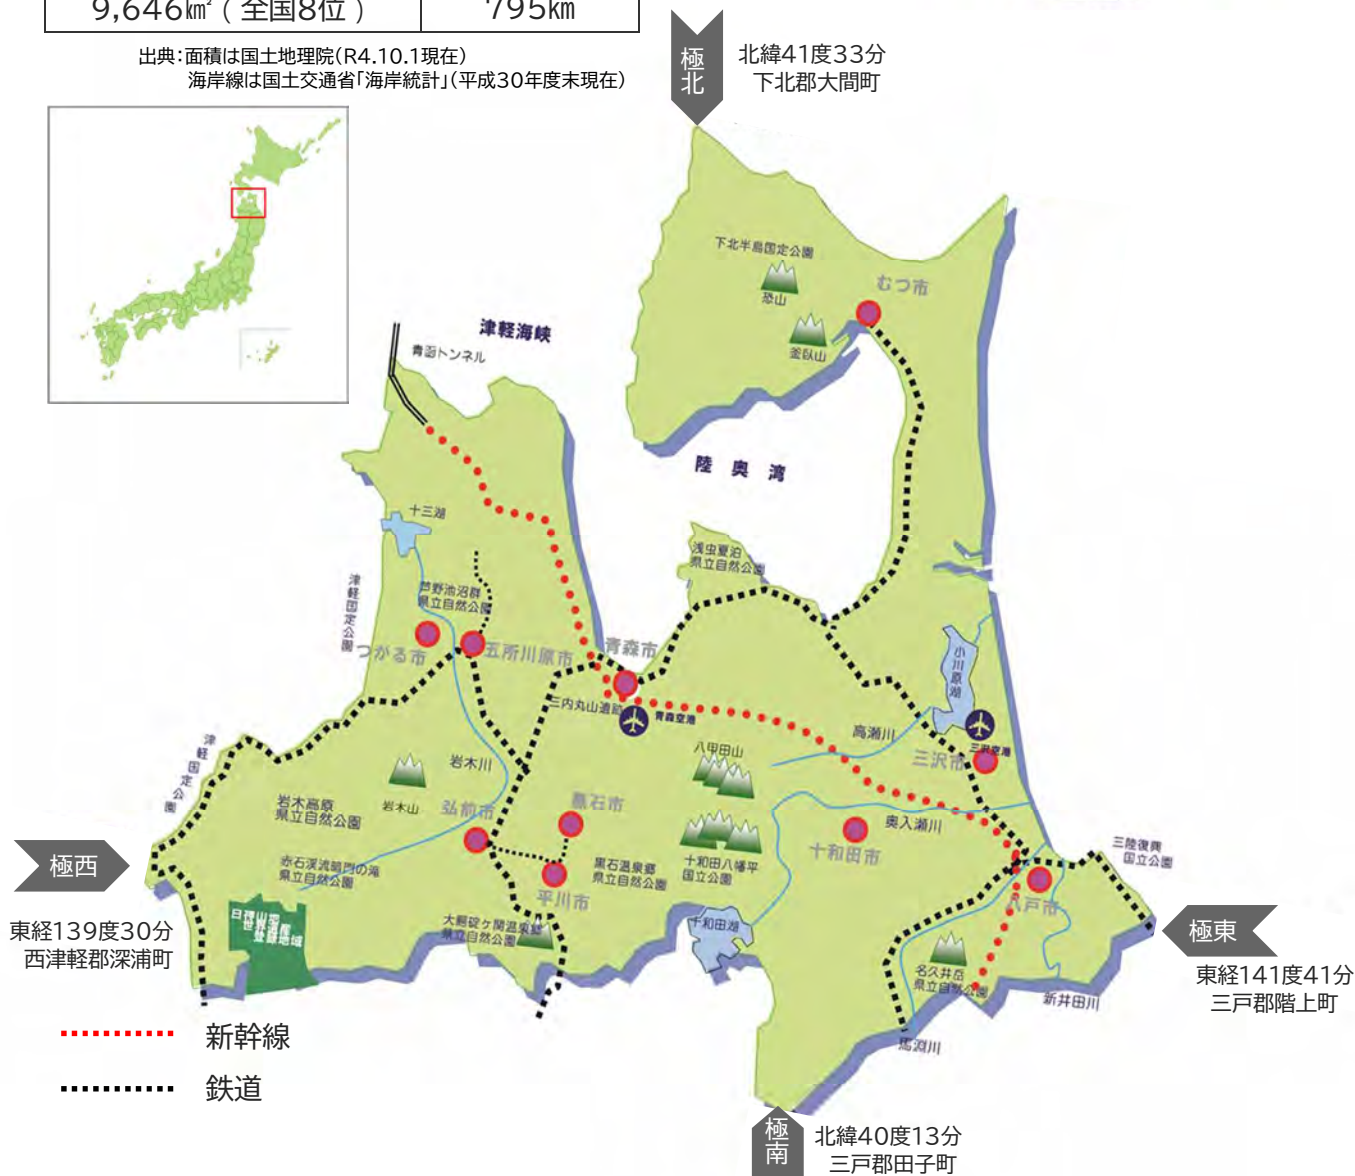 9,646㎢(全国8位)
795㎞
出典:面積は国土地理院(R4.10.1現在)
海岸線は国土交通省「海岸統計」(平成30年度末現在)
極北
北緯41度33分
下北郡大間町
下北半島国定公園
恐山
むつ市
釜臥山
津軽海峡
青函トンネル
陸奥湾
十三湖
浅虫夏泊
県立自然公園
津軽国定公園
芦野池沼群
県立自然公園
つがる市
五所川原市
青森市
小川原湖
三内丸山遺跡
青森空港
高瀬川
三沢空港
三沢市
津軽国定公園
八甲田山
岩木川
岩木山
岩木高原
県立自然公園
弘前市
黒石市
奥入瀬川
十和田市
三陸復興
国立公園
極西
赤石渓流暗門の滝
県立自然公園
黒石温泉郷
県立自然公園
十和田八幡平
国立公園
平川市
八戸市
東経139度30分
西津軽郡深浦町
白神山地
世界遺産
登録地域
大鰐碇ヶ関温泉郷
県立自然公園
十和田湖
極東
東経141度41分
三戸郡階上町
名久井岳
県立自然公園
新井田川
馬淵川
新幹線
鉄道
極南
北緯40度13分
三戸郡田子町